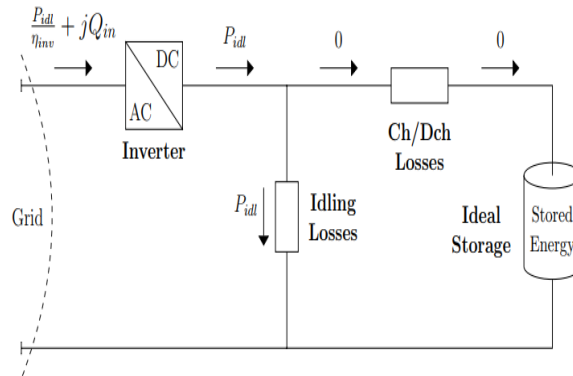 P_idl/η_inv + jQ_in
P_idl
0
0
DC
AC
Inverter
Ch/Dch
Losses
Grid
P_idl
Idling
Losses
Ideal
Storage
Stored
Energy